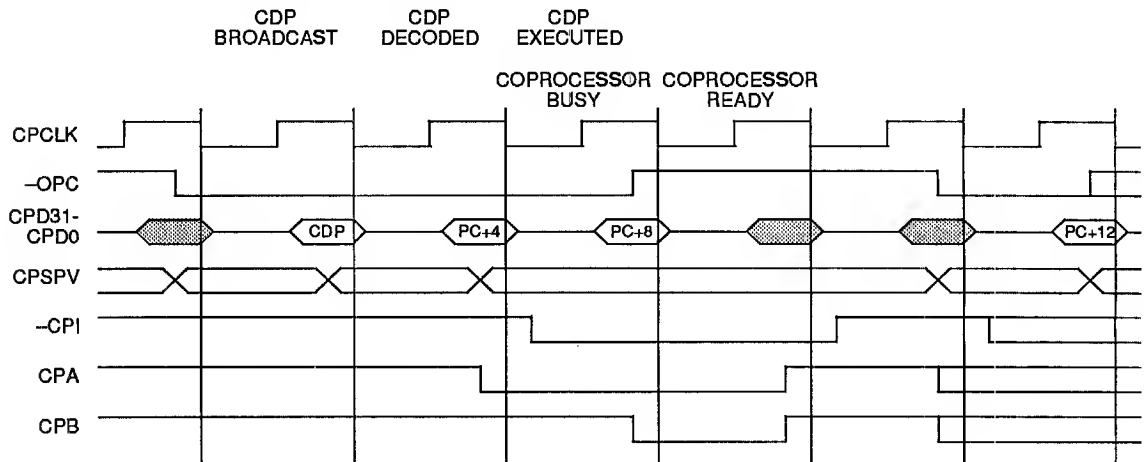 CDP
BROADCAST
CDP
DECODED
CDP
EXECUTED
COPROCESSOR
BUSY
COPROCESSOR
READY
CPCLK
–OPC
CPD31-
CPD0
CDP
PC+4
PC+8
PC+12
CPSPV
–CPI
CPA
CPB